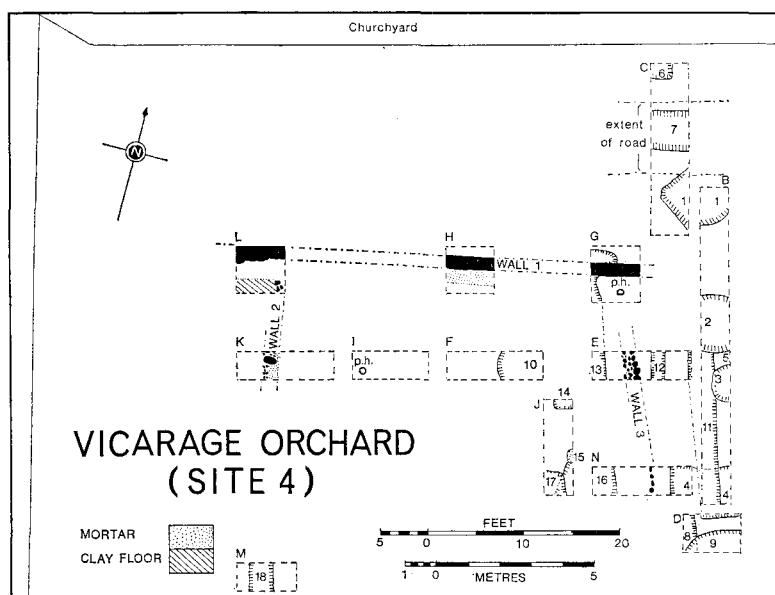 Churchyard
C
6
extent
of road
7
N
B
1
1
L
H
G
WALL 1
p.h.
2
WALL 2
K
I
F
E
p.h.
10
13
12
3
14
J
WALL 3
11
VICARAGE ORCHARD
(SITE 4)
15
17
N
16
4
4
MORTAR
CLAY FLOOR
FEET
5 0 10 20
D
8
9
M
18
1 0 5
METRES